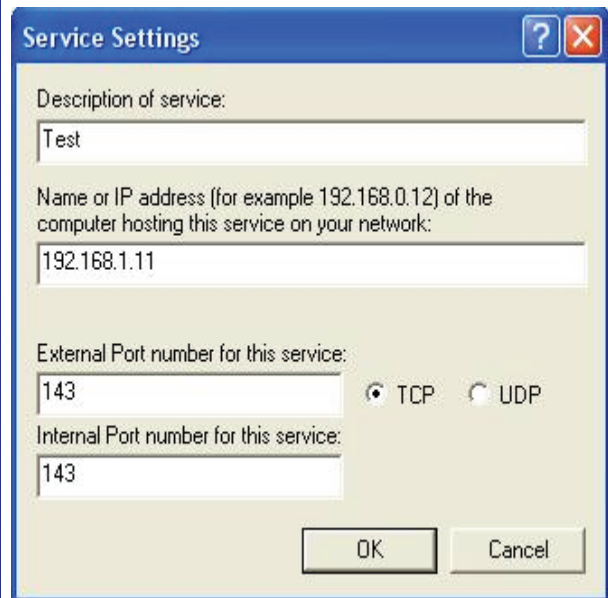 Service Settings
Description of service:
Test
Name or IP address (for example 192.168.0.12) of the
computer hosting this service on your network:
192.168.1.11
External Port number for this service:
143
TCP
UDP
Internal Port number for this service:
143
OK
Cancel